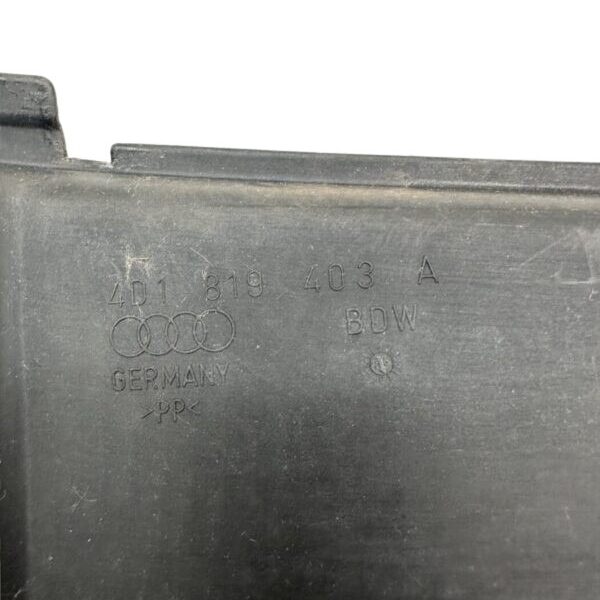 4D1 819 403 A
BDW
GERMANY
>PP<